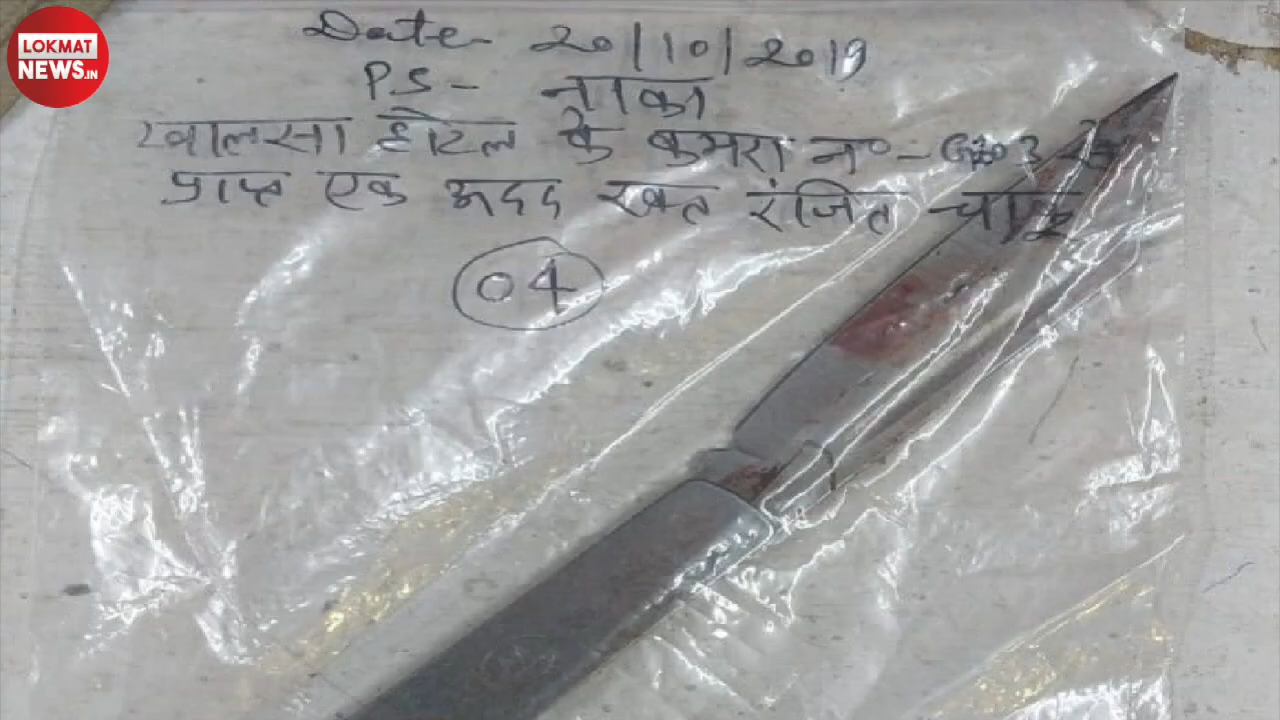 LOKMAT
NEWS.IN
Date- 20/10/2019
P.S- नाका
खालसा होटल के कमरा नं०- G 03 से
प्राप्त एक अदद रक्त रंजित चाकू
04